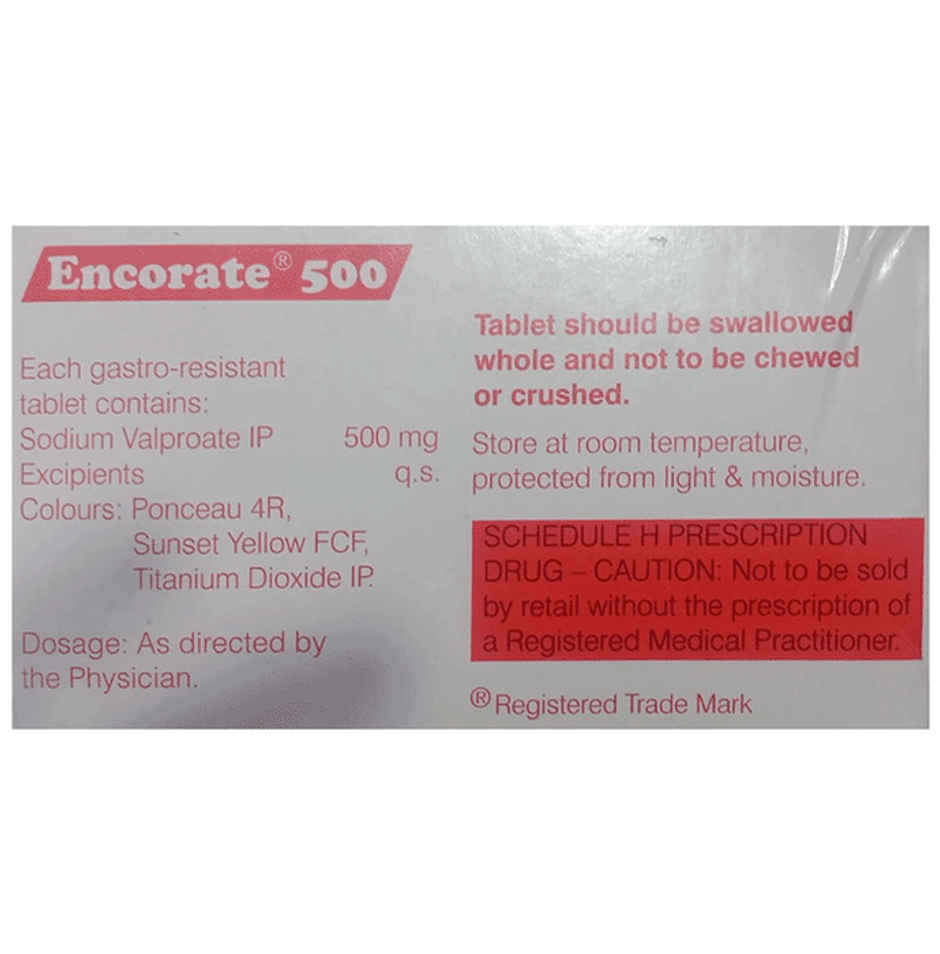 Encorate® 500
Each gastro-resistant
tablet contains:
Sodium Valproate IP 500 mg
Excipients q.s.
Colours: Ponceau 4R,
Sunset Yellow FCF,
Titanium Dioxide IP.
Dosage: As directed by
the Physician.
Tablet should be swallowed
whole and not to be chewed
or crushed.
Store at room temperature,
protected from light & moisture.
SCHEDULE H PRESCRIPTION
DRUG – CAUTION: Not to be sold
by retail without the prescription of
a Registered Medical Practitioner.
® Registered Trade Mark